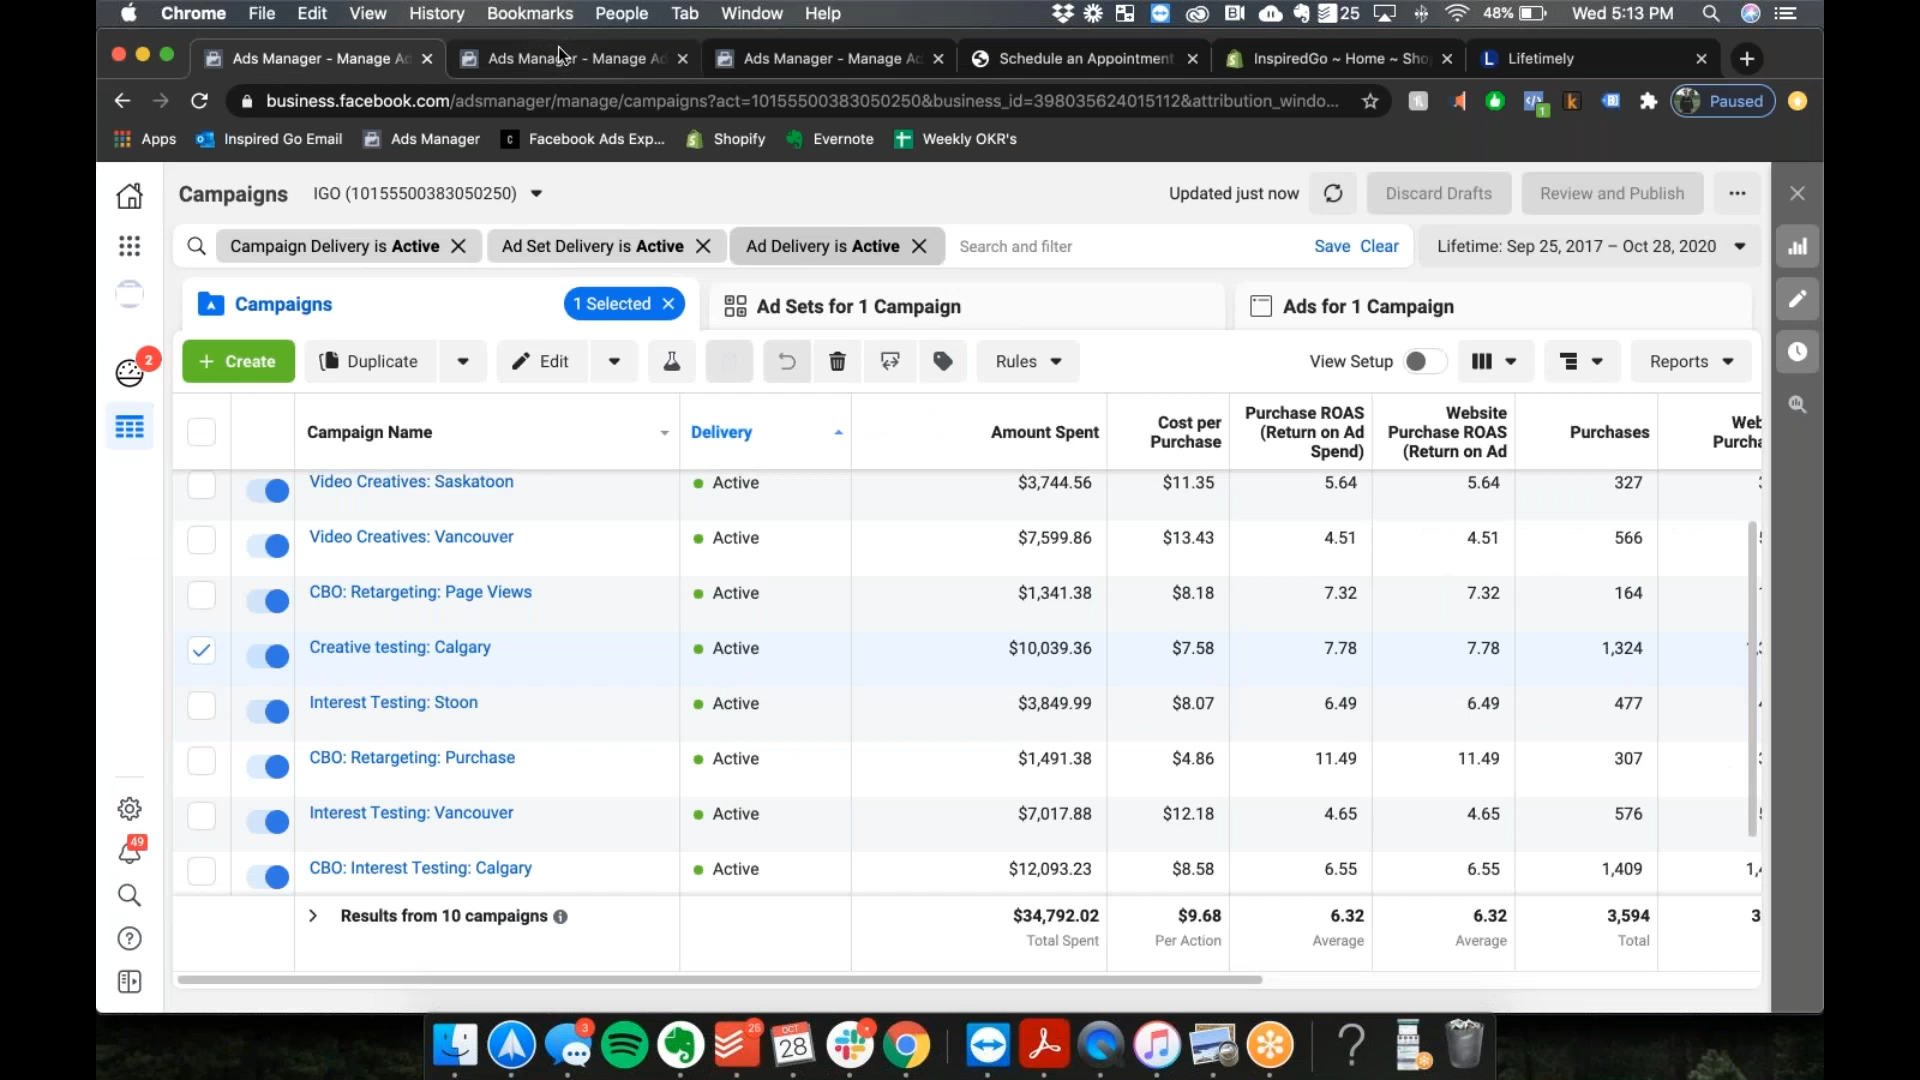 Chrome File Edit View History Bookmarks People Tab Window Help 25 48% Wed 5:13 PM
Ads Manager - Manage Ad Ads Manager - Manage Ad Ads Manager - Manage Ad Schedule an Appointment InspiredGo ~ Home ~ Sho Lifetimely
business.facebook.com/adsmanager/manage/campaigns?act=10155500383050250&business_id=398035624015112&attribution_windo... Paused
Apps Inspired Go Email Ads Manager Facebook Ads Exp... Shopify Evernote Weekly OKR's
Campaigns IGO (10155500383050250) Updated just now Discard Drafts Review and Publish
Campaign Delivery is Active Ad Set Delivery is Active Ad Delivery is Active Search and filter Save Clear Lifetime: Sep 25, 2017 – Oct 28, 2020
Campaigns 1 Selected Ad Sets for 1 Campaign Ads for 1 Campaign
2
+ Create Duplicate Edit Rules View Setup Reports
Campaign Name Delivery Amount Spent Cost per Purchase Purchase ROAS (Return on Ad Spend) Website Purchase ROAS (Return on Ad Purchases Web Purcha
Video Creatives: Saskatoon Active $3,744.56 $11.35 5.64 5.64 327
Video Creatives: Vancouver Active $7,599.86 $13.43 4.51 4.51 566
CBO: Retargeting: Page Views Active $1,341.38 $8.18 7.32 7.32 164
Creative testing: Calgary Active $10,039.36 $7.58 7.78 7.78 1,324
Interest Testing: Stoon Active $3,849.99 $8.07 6.49 6.49 477
CBO: Retargeting: Purchase Active $1,491.38 $4.86 11.49 11.49 307
Interest Testing: Vancouver Active $7,017.88 $12.18 4.65 4.65 576
CBO: Interest Testing: Calgary Active $12,093.23 $8.58 6.55 6.55 1,409 1,4
49
Results from 10 campaigns $34,792.02 $9.68 6.32 6.32 3,594 3
Total Spent Per Action Average Average Total
3 26 OCT 28